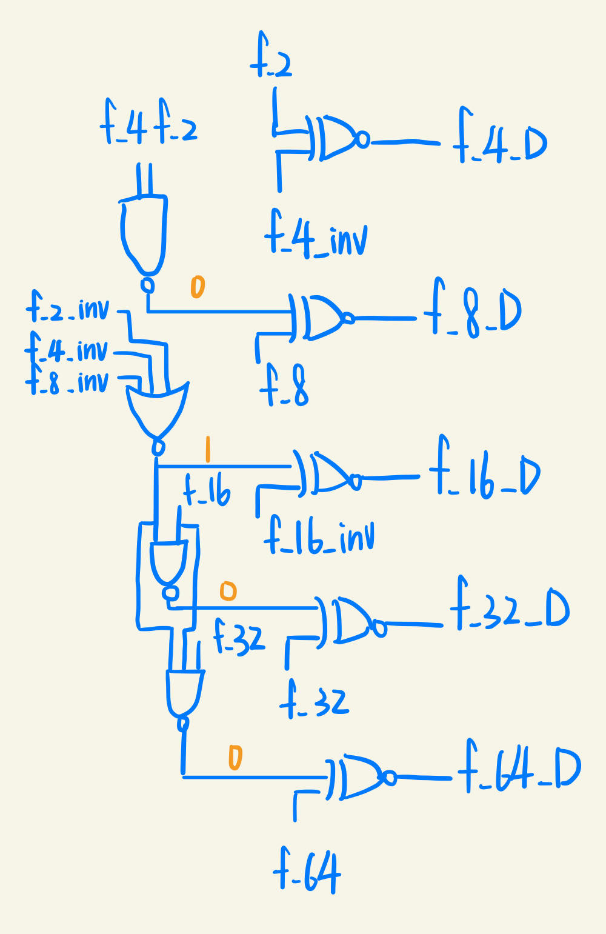 f_2
f_4 f_2
f_4_D
f_4_inv
0
f_2_inv
f_8_D
f_4_inv
f_8_inv
f_8
1
f_16_D
f_16
f_16_inv
0
f_32_D
f_32
f_32
0
f_64_D
f_64